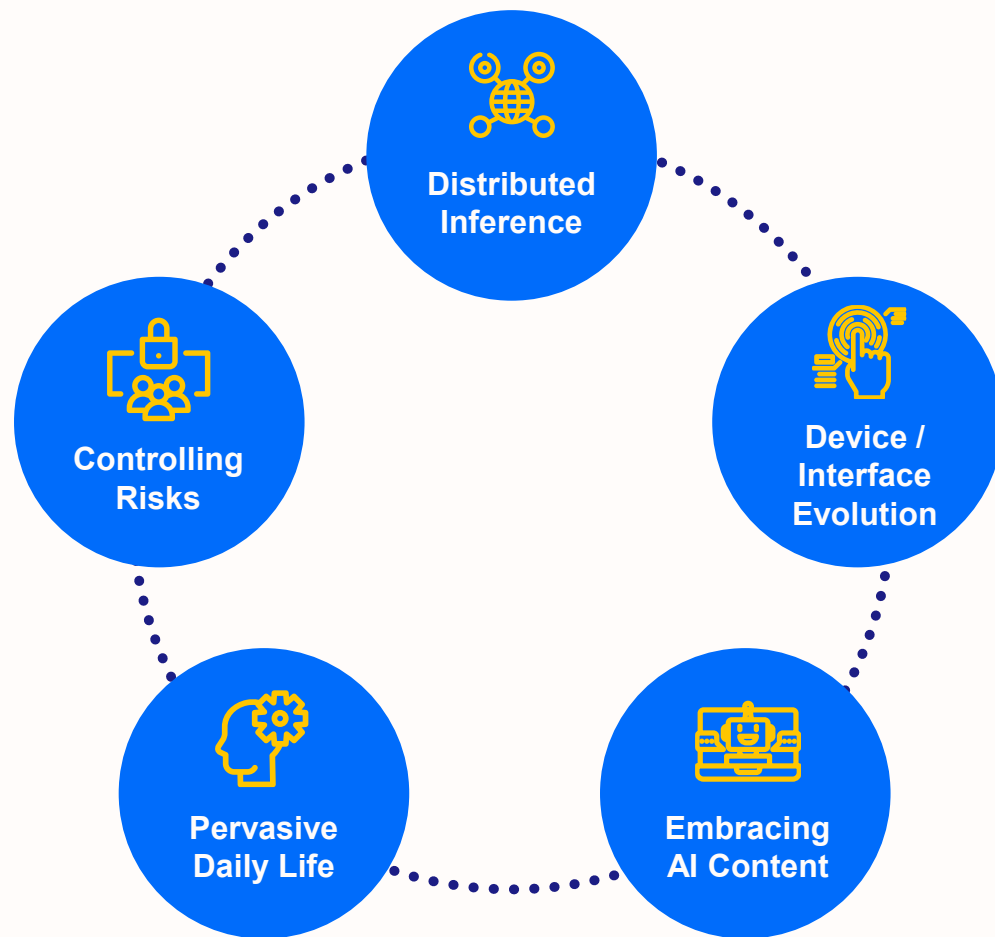 Distributed
Inference
Device /
Interface
Evolution
Controlling
Risks
Embracing
AI Content
Pervasive
Daily Life